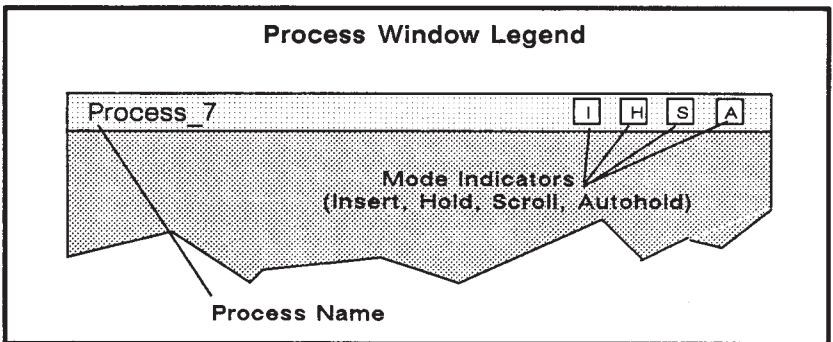 Process Window Legend
Process_7 I H S A
Mode Indicators
(Insert, Hold, Scroll, Autohold)
Process Name